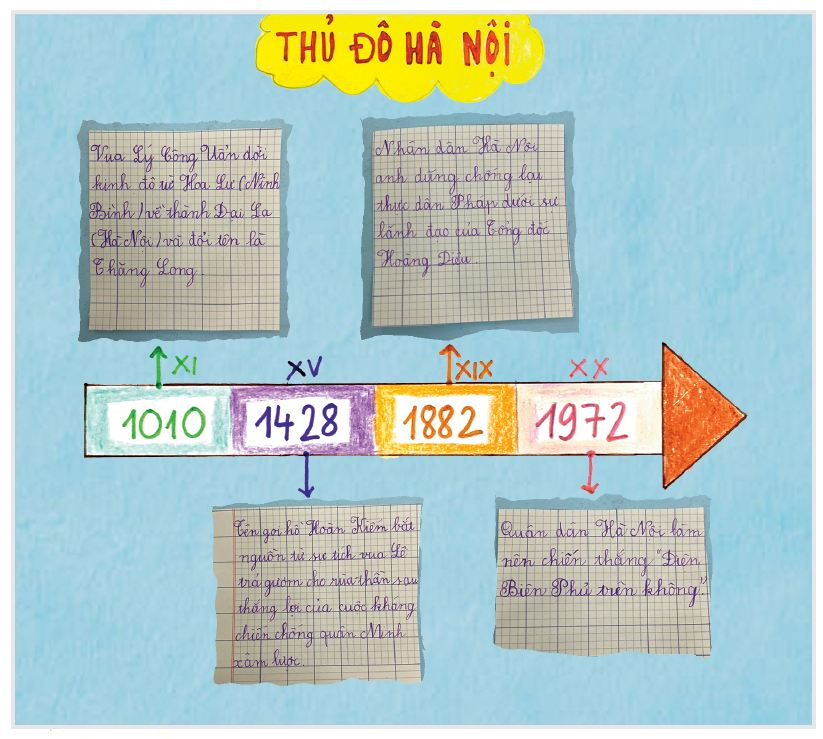 THỦ ĐÔ HÀ NỘI
Vua Lý Công Uẩn dời
kinh đô từ Hoa Lư (Ninh
Bình) về thành Đại La
(Hà Nội) và đổi tên là
Thăng Long.
Nhân dân Hà Nội
anh dũng chống lại
thực dân Pháp dưới sự
lãnh đạo của Tổng đốc
Hoàng Diệu.
XI
XV
XIX
XX
1010
1428
1882
1972
Tên gọi hồ Hoàn Kiếm bắt
nguồn từ sự tích vua Lê
trả gươm cho rùa thần sau
thắng lợi của cuộc kháng
chiến chống quân Minh
xâm lược.
Quân dân Hà Nội làm
nên chiến thắng "Điện
Biên Phủ trên không".